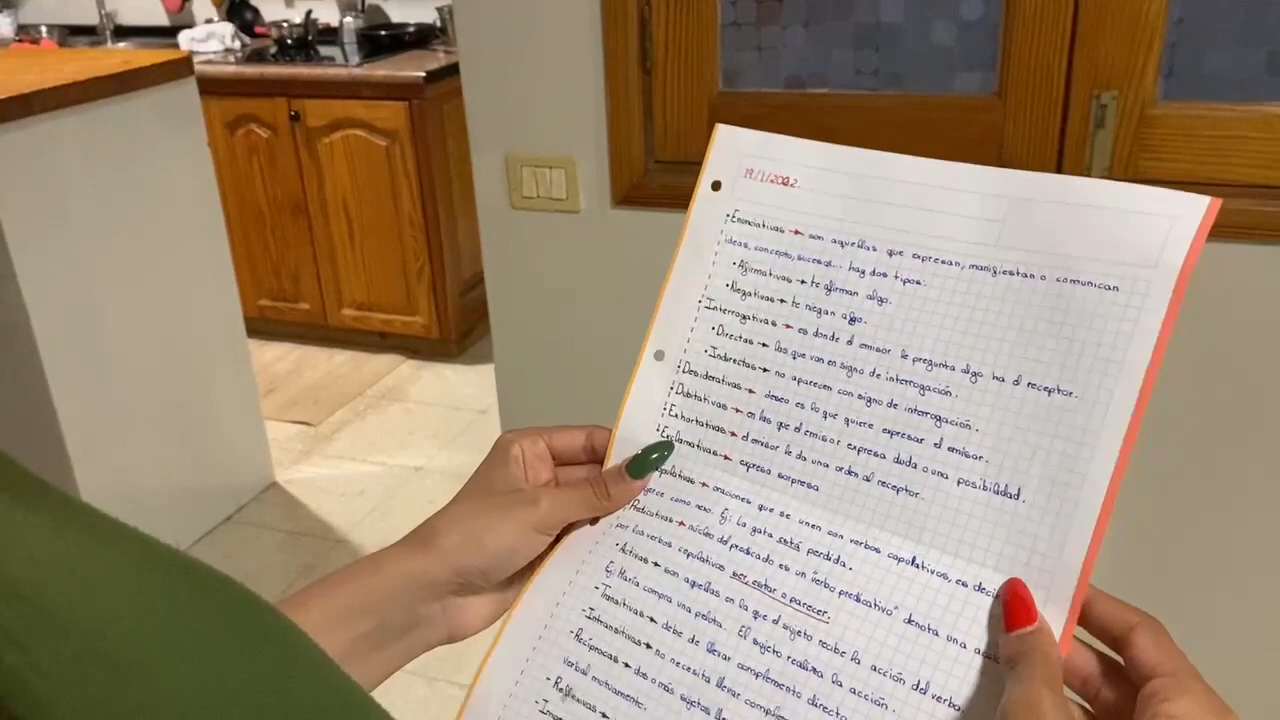 19/1/2022.
• Enunciativas → son aquellas que expresan, manifiestan o comunican
ideas, concepto, sucesos... hay dos tipos:
• Afirmativas → te afirman algo.
• Negativas → te niegan algo.
• Interrogativas → es donde el emisor le pregunta algo ha el receptor.
• Directas → las que van en signo de interrogación.
• Indirectas → no aparecen con signo de interrogación.
• Desiderativas → deseo es lo que quiere expresar el emisor.
• Dubitativas → en las que el emisor expresa duda o una posibilidad.
• Exhortativas → el emisor le da una orden al receptor.
• Exclamativas → expresa sorpresa
opulativas → oraciones que se unen con verbos copulativos, es deci
gerce como nexo. Ej: La gata está perdida.
Predicativas → núcleo del predicado es un "verbo predicativo" denota una
por los verbos copulativos ser, estar o parecer.
• Activas → son aquellas en la que el sujeto recibe la acción del verbo
Ej: María compra una pelota. El sujeto realiza la acción.
- Transitivas → debe de llevar complemento directo
- Intransitivas → no necesita llevar comple
- Recíprocas → dos o más sujetos lle
verbal mutuamente.
- Reflexivas →